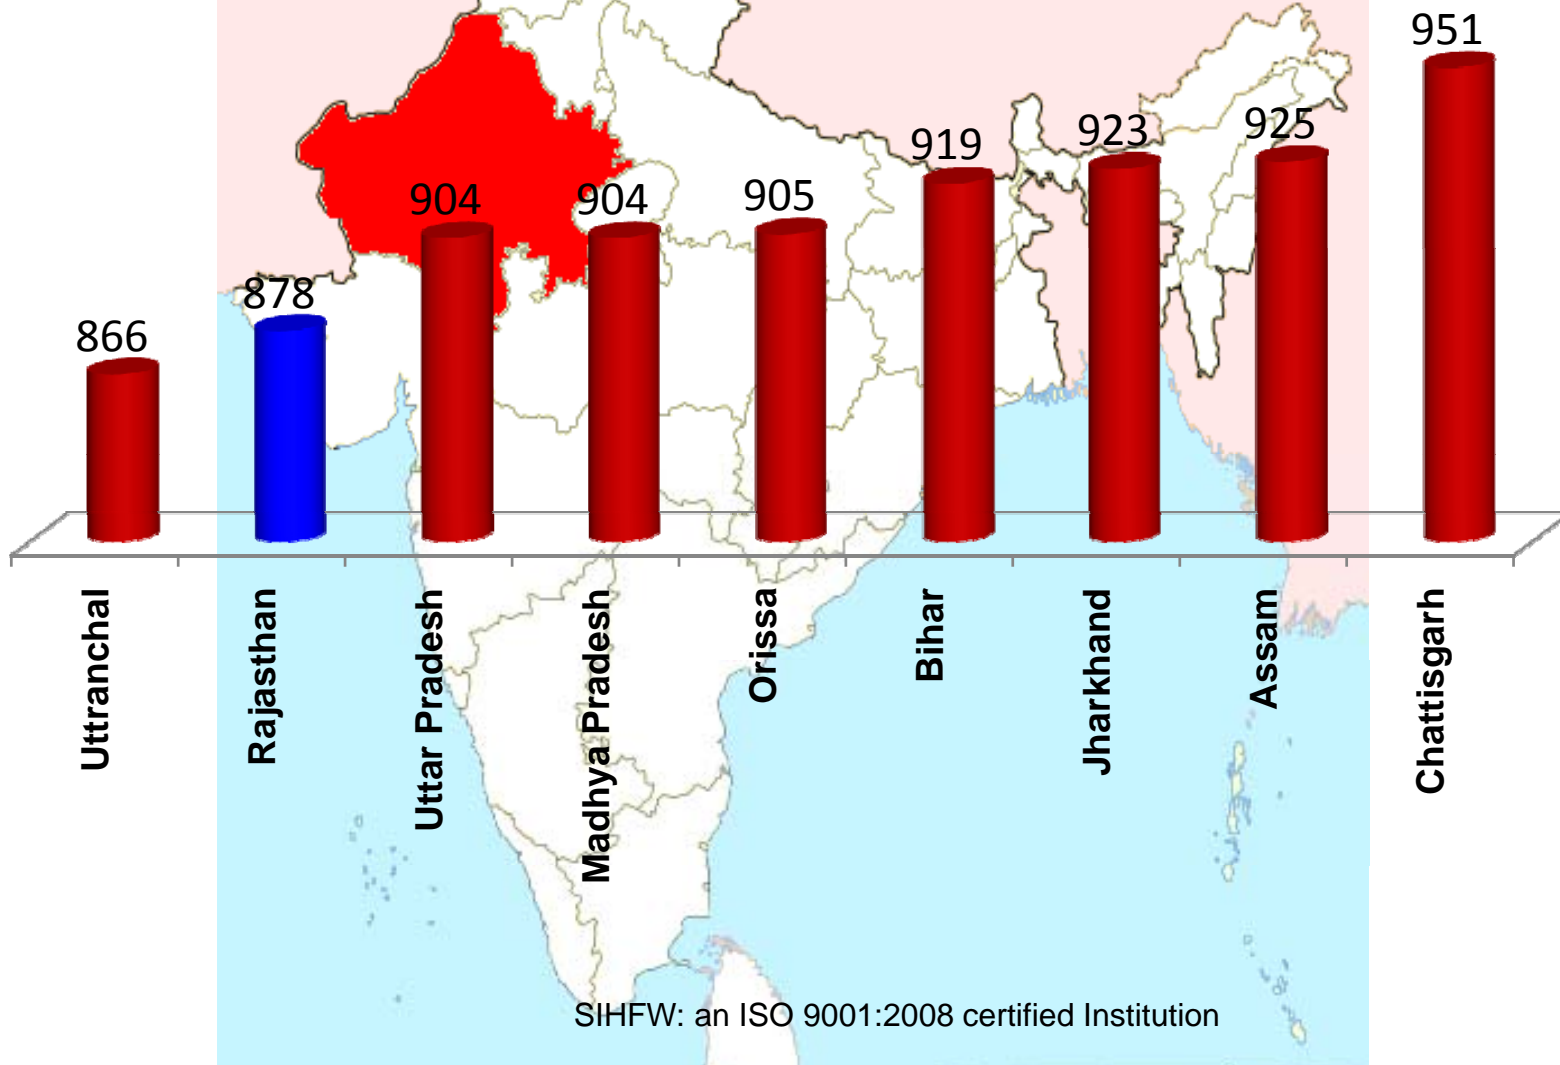 951
925
923
919
905
904
904
878
866
Uttranchal
Rajasthan
Uttar Pradesh
Madhya Pradesh
Orissa
Bihar
Jharkhand
Assam
Chattisgarh
SIHFW: an ISO 9001:2008 certified Institution